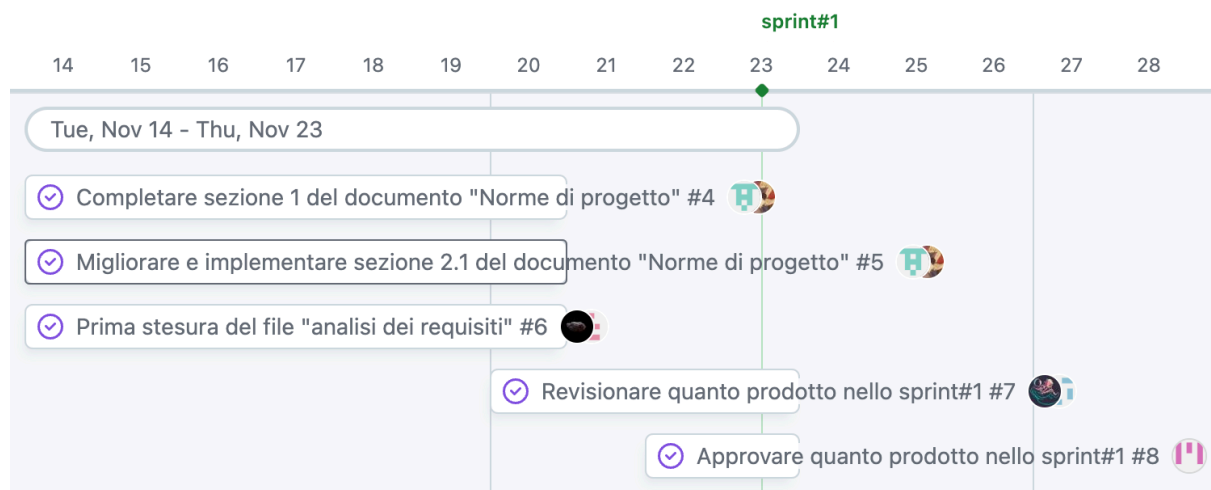 sprint#1
14 15 16 17 18 19 20 21 22 23 24 25 26 27 28
Tue, Nov 14 - Thu, Nov 23
Completare sezione 1 del documento "Norme di progetto" #4
Migliorare e implementare sezione 2.1 del documento "Norme di progetto" #5
Prima stesura del file "analisi dei requisiti" #6
Revisionare quanto prodotto nello sprint#1 #7
Approvare quanto prodotto nello sprint#1 #8